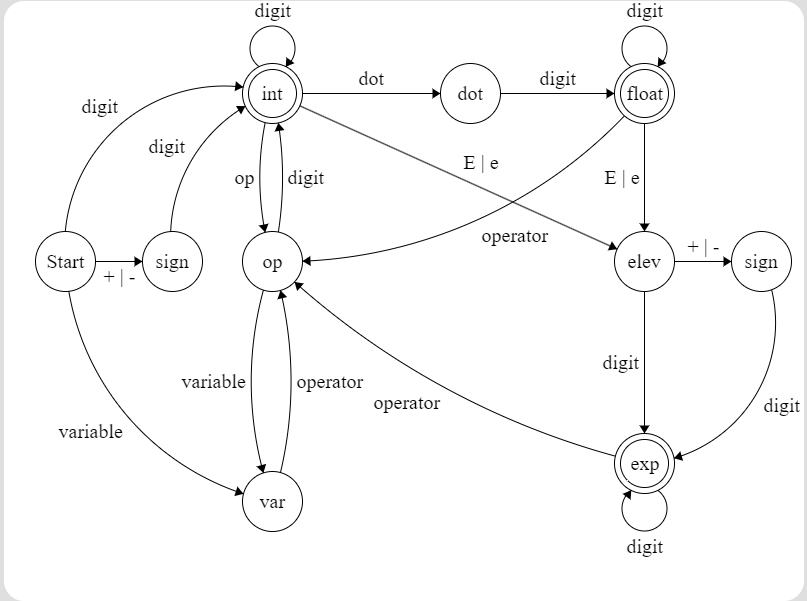 digit
digit
int
dot
dot
digit
float
digit
digit
E | e
op
digit
E | e
operator
Start
+ | -
sign
op
elev
+ | -
sign
variable
operator
digit
operator
digit
variable
exp
var
digit